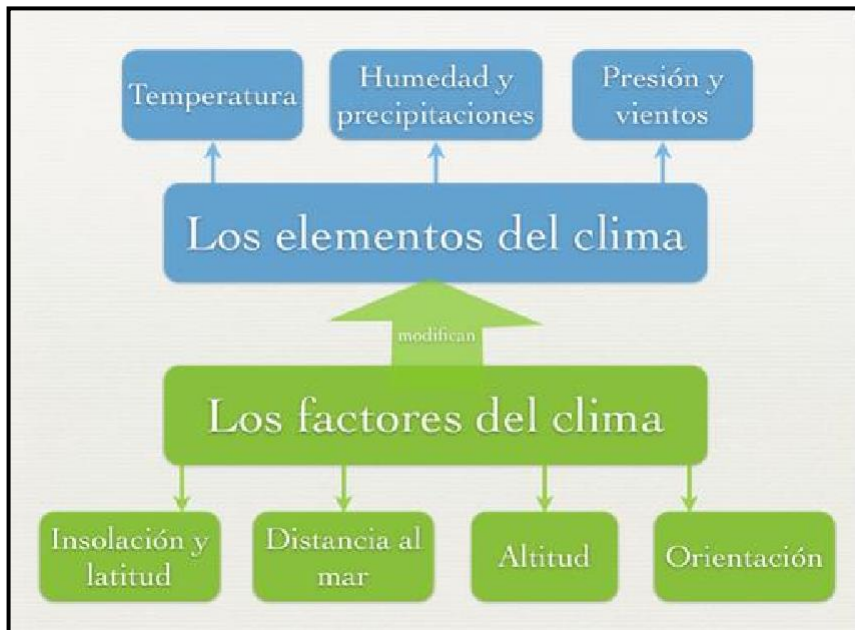 Temperatura
Humedad y
precipitaciones
Presión y
vientos
Los elementos del clima
modifican
Los factores del clima
Insolación y
latitud
Distancia al
mar
Altitud
Orientación